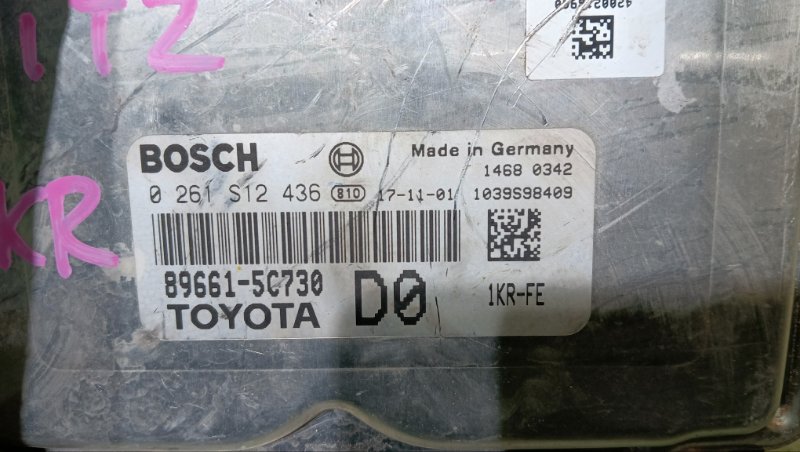 ITZ
KR
BOSCH
Made in Germany
1468 0342
0 261 S12 436 810 17-11-01 1039S98409
89661-5C730
D0
1KR-FE
TOYOTA